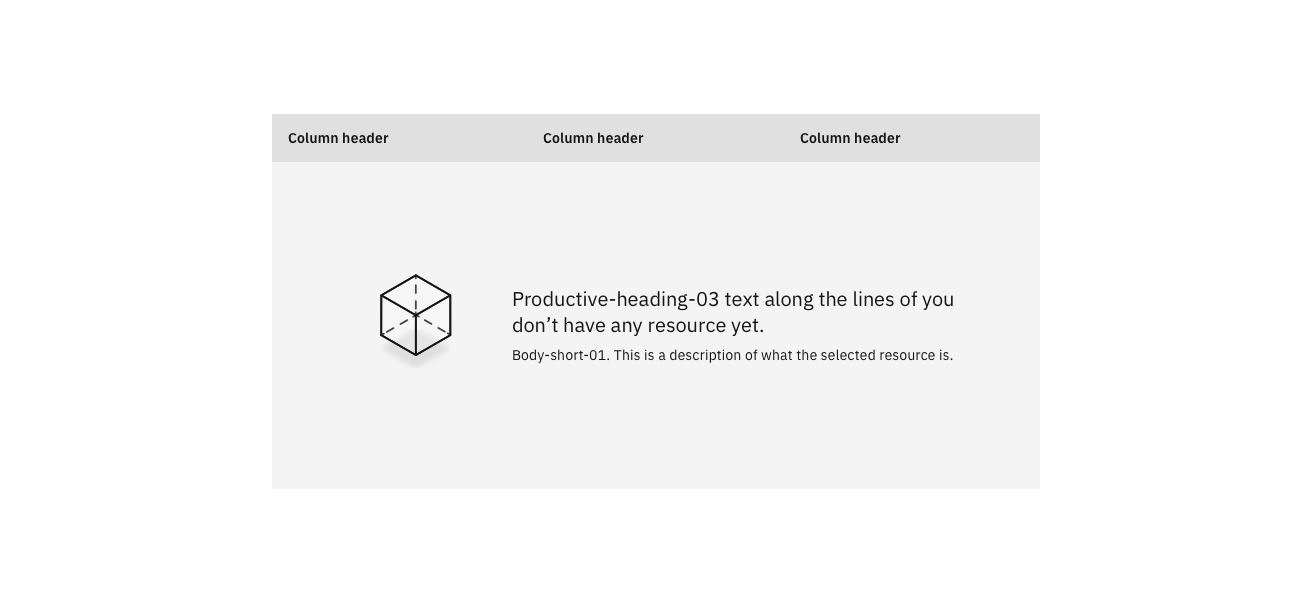 Column header Column header Column header
Productive-heading-03 text along the lines of you
don’t have any resource yet.
Body-short-01. This is a description of what the selected resource is.